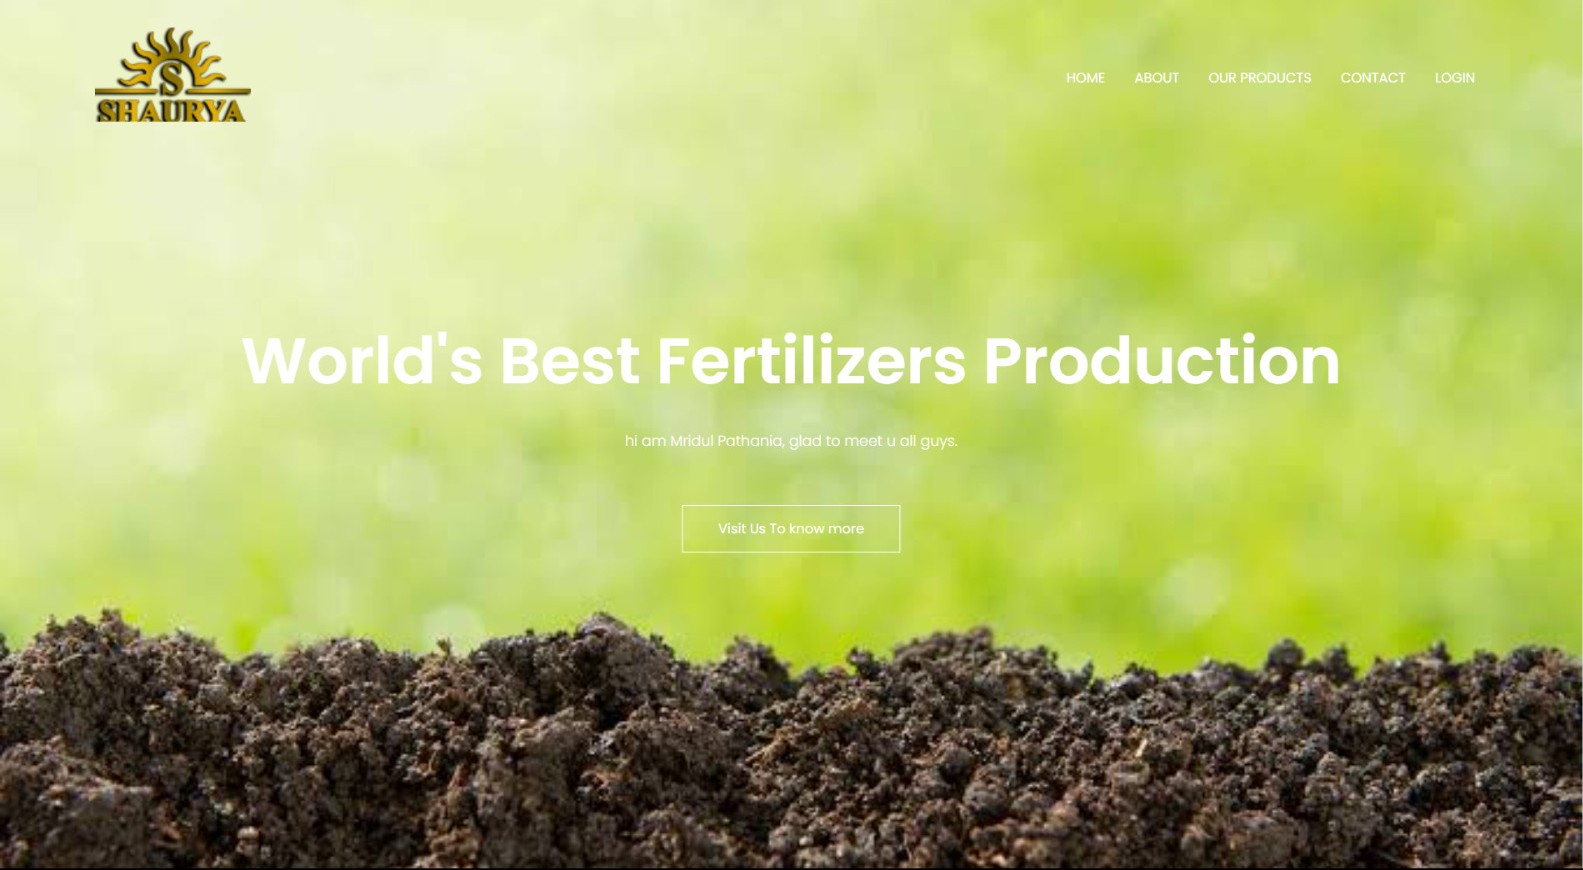 S
SHAURYA
HOME ABOUT OUR PRODUCTS CONTACT LOGIN
World's Best Fertilizers Production
hi am Mridul Pathania, glad to meet u all guys.
Visit Us To know more